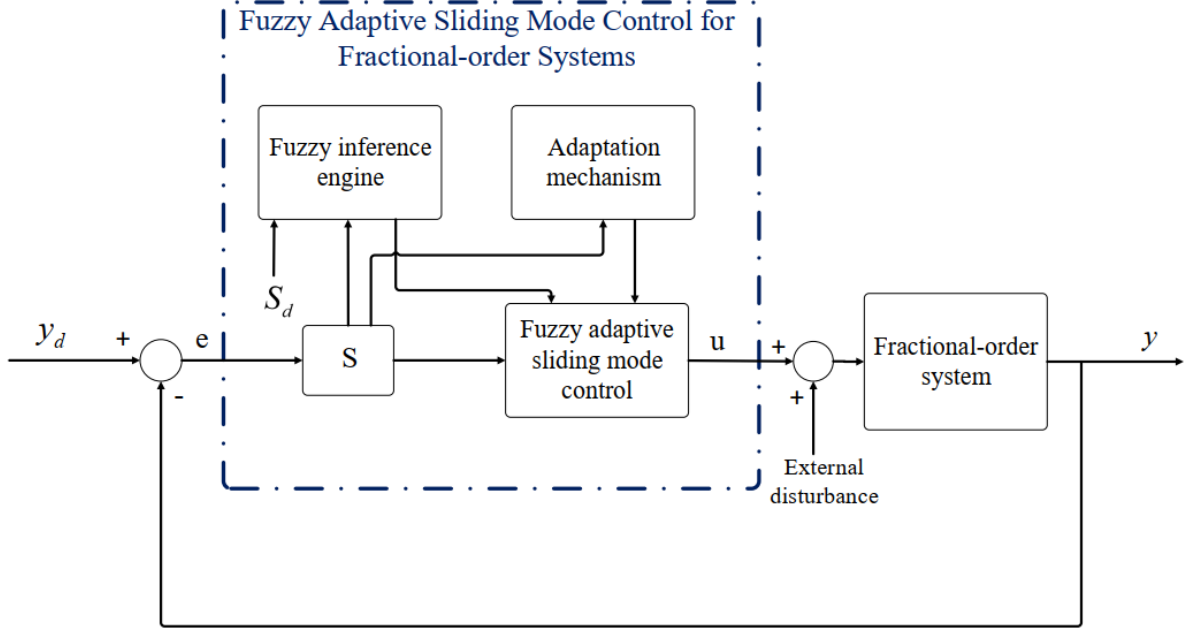 Fuzzy Adaptive Sliding Mode Control for
Fractional-order Systems
Fuzzy inference
engine
Adaptation
mechanism
S_d
y_d
+
-
e
S
Fuzzy adaptive
sliding mode
control
u
+
+
External
disturbance
Fractional-order
system
y